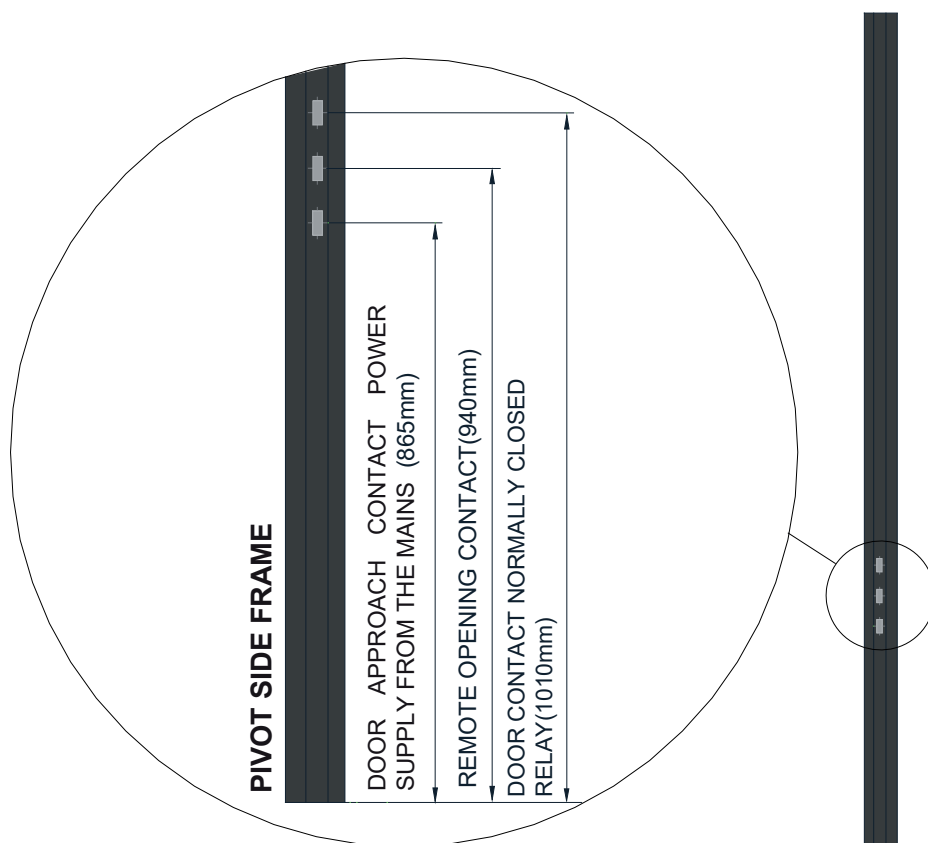 PIVOT SIDE FRAME
DOOR APPROACH CONTACT POWER
SUPPLY FROM THE MAINS (865mm)
REMOTE OPENING CONTACT(940mm)
DOOR CONTACT NORMALLY CLOSED
RELAY(1010mm)